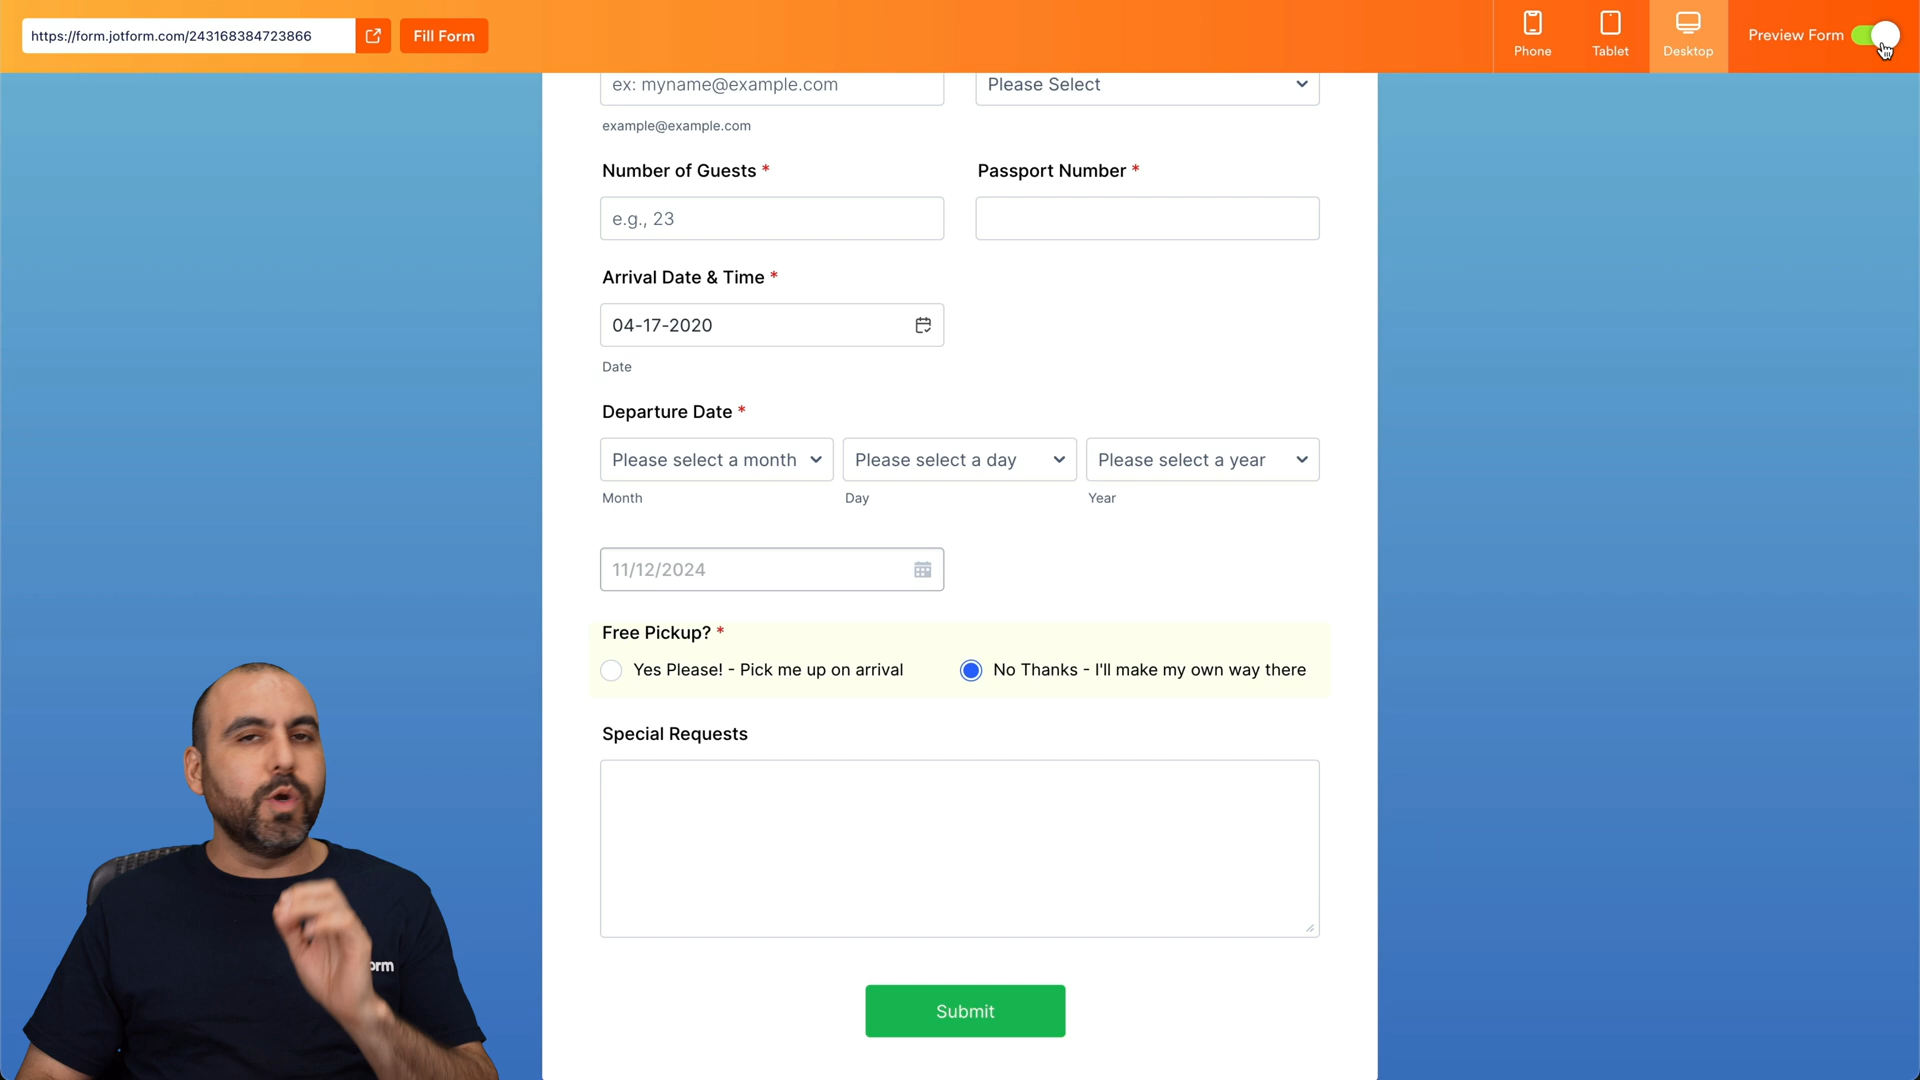 https://form.jotform.com/243168384723866
Fill Form
Phone
Tablet
Desktop
Preview Form
ex: myname@example.com
Please Select
example@example.com
Number of Guests *
Passport Number *
e.g., 23
Arrival Date & Time *
04-17-2020
Date
Departure Date *
Please select a month
Please select a day
Please select a year
Month
Day
Year
11/12/2024
Free Pickup? *
Yes Please! - Pick me up on arrival
No Thanks - I'll make my own way there
Special Requests
Submit
orm